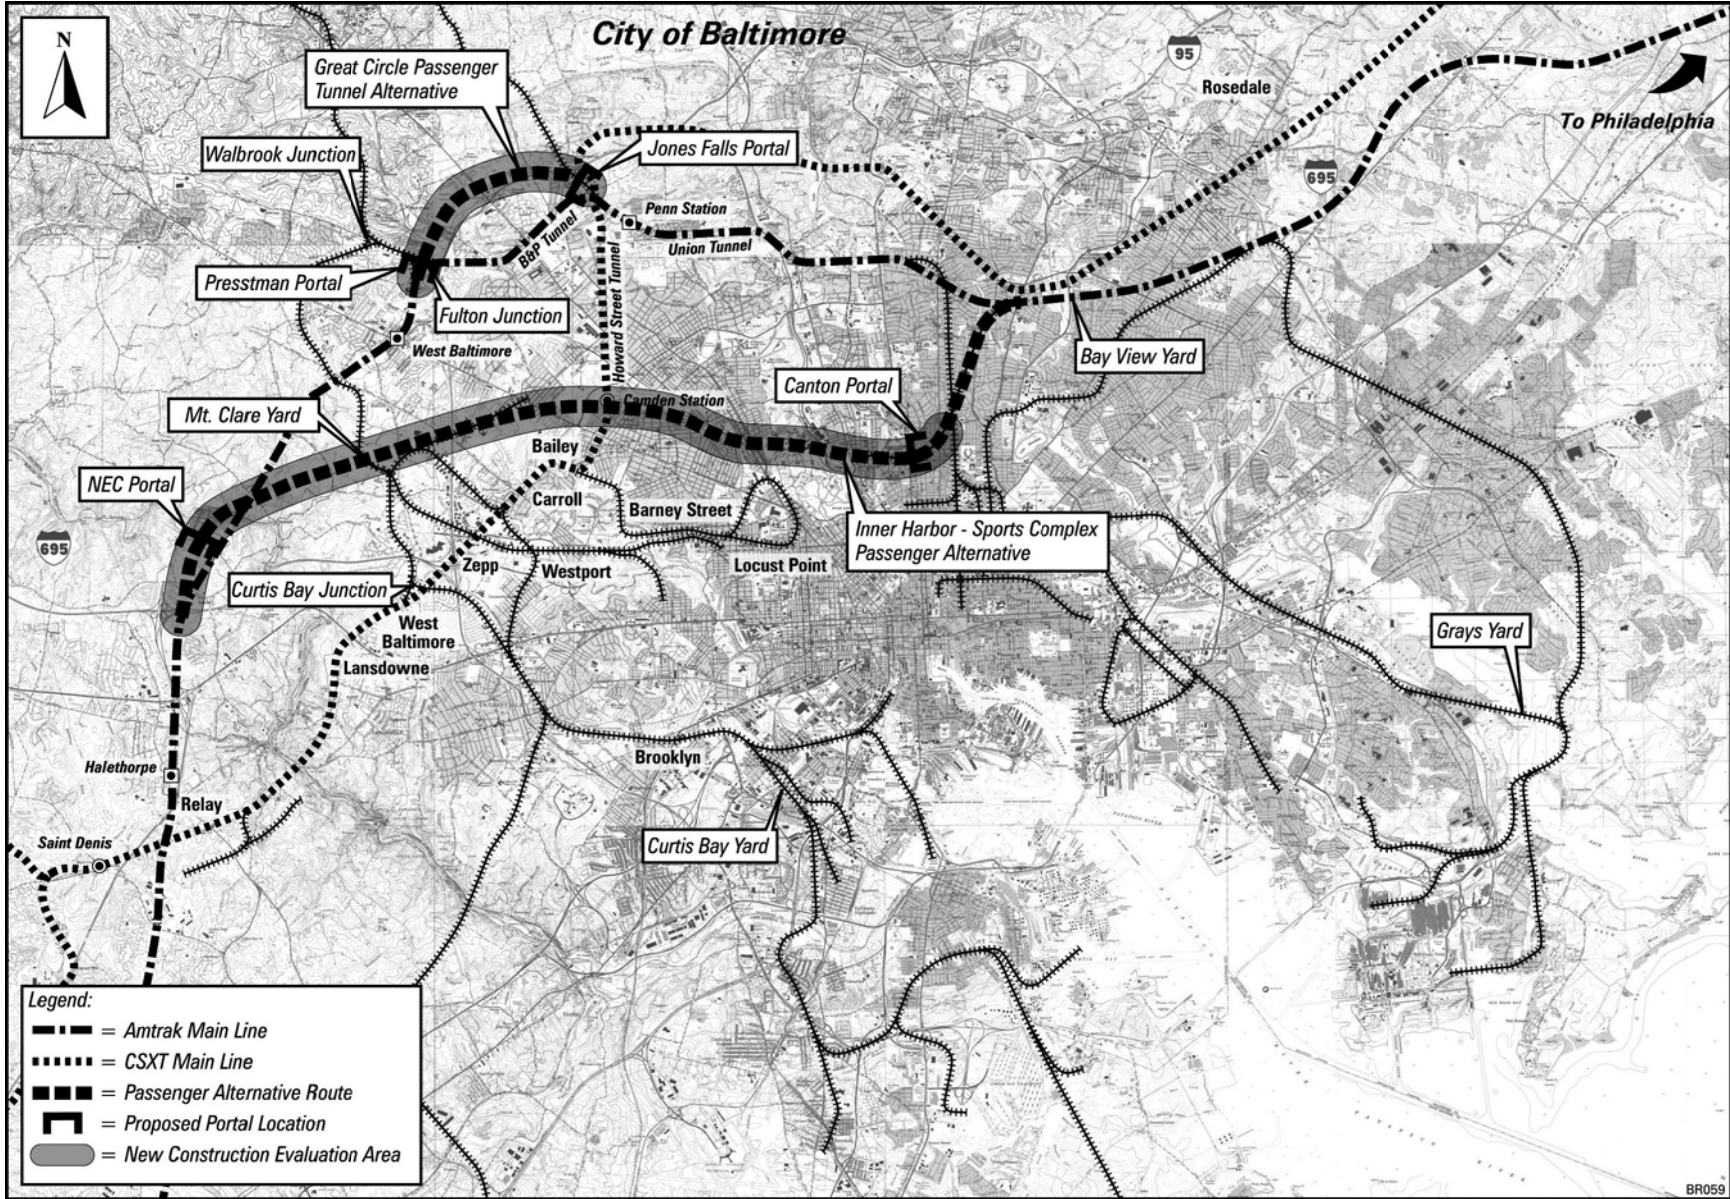 City of Baltimore
N
Great Circle Passenger
Tunnel Alternative
95
Rosedale
To Philadelphia
Walbrook Junction
Jones Falls Portal
695
Penn Station
B&P Tunnel
Union Tunnel
Presstman Portal
Howard Street Tunnel
Fulton Junction
West Baltimore
Bay View Yard
Canton Portal
Mt. Clare Yard
Camden Station
Bailey
NEC Portal
Carroll
Barney Street
Inner Harbor - Sports Complex
Passenger Alternative
695
Zepp
Westport
Locust Point
Curtis Bay Junction
West
Baltimore
Lansdowne
Grays Yard
Brooklyn
Halethorpe
Relay
Saint Denis
Curtis Bay Yard
Legend:
= Amtrak Main Line
= CSXT Main Line
= Passenger Alternative Route
= Proposed Portal Location
= New Construction Evaluation Area
BR059